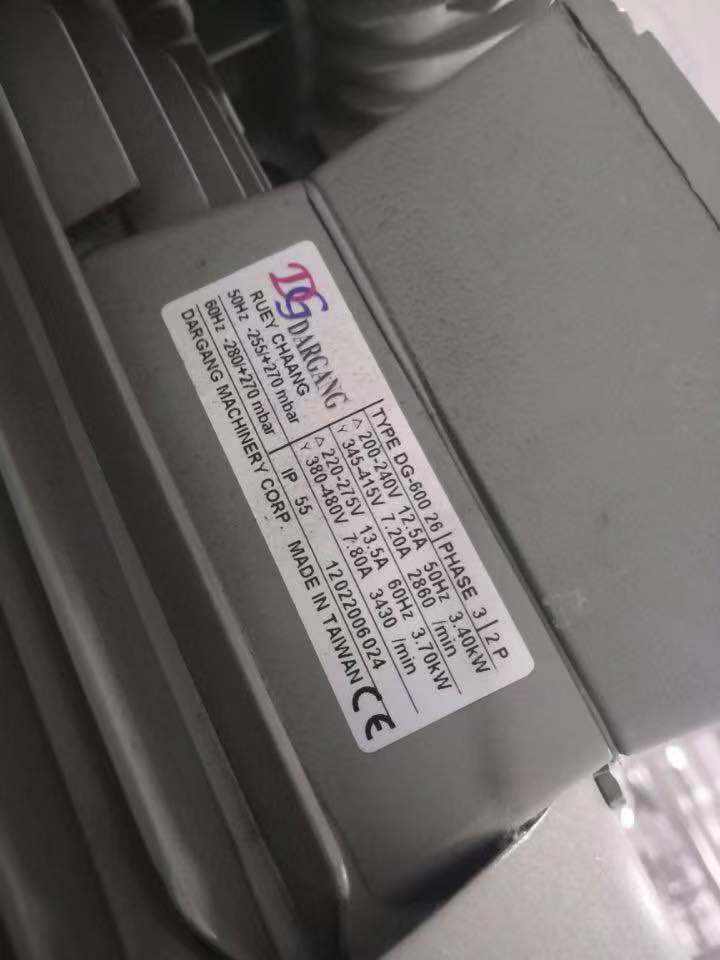 DG DARGANG
RUEY CHAANG
50Hz -255/+270 mbar
60Hz -280/+270 mbar
TYPE DG-600 26 PHASE 3 2 P
△ 200-240V 12.5A 50Hz 3.40kW
Y 345-415V 7.20A 2860 /min
△ 220-275V 13.5A 60Hz 3.70kW
Y 380-480V 7.80A 3430 /min
IP 55 12022006024
DARGANG MACHINERY CORP. MADE IN TAIWAN CE